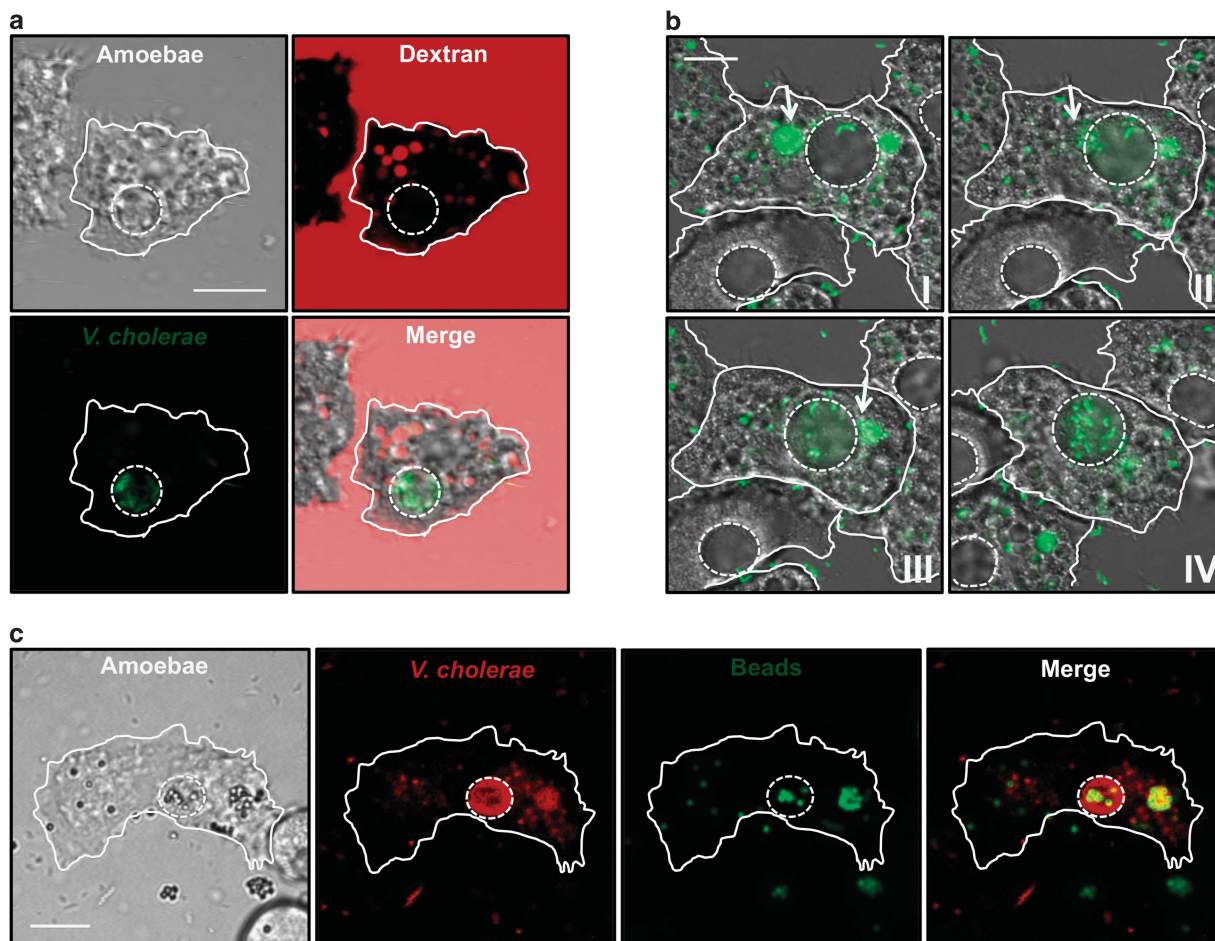 a
Amoebae
Dextran
V. cholerae
Merge
b
I
II
III
IV
c
Amoebae
V. cholerae
Beads
Merge